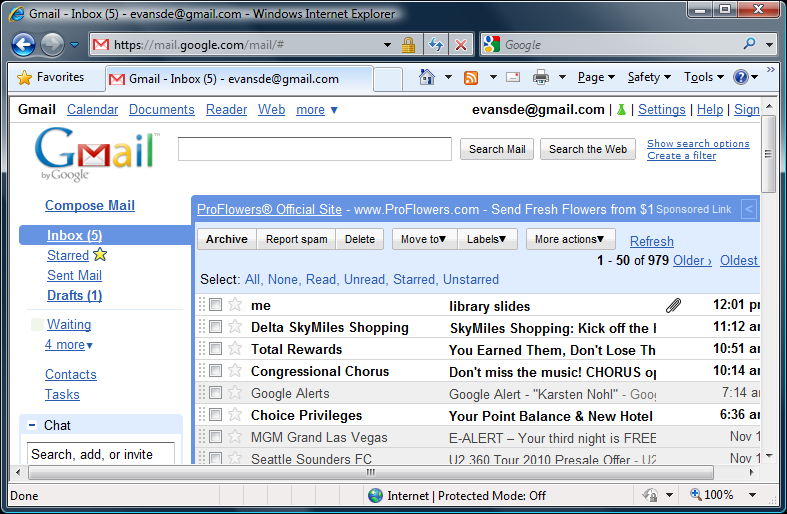 Gmail - Inbox (5) - evansde@gmail.com - Windows Internet Explorer
https://mail.google.com/mail/# Google
Favorites Gmail - Inbox (5) - evansde@gmail.com Page Safety Tools
Gmail Calendar Documents Reader Web more ▼ evansde@gmail.com | Settings | Help | Sign
Gmail™
by Google
Search Mail Search the Web
Show search options
Create a filter
Compose Mail
Inbox (5)
Starred
Sent Mail
Drafts (1)
Waiting
4 more▾
Contacts
Tasks
− Chat
Search, add, or invite
ProFlowers® Official Site - www.ProFlowers.com - Send Fresh Flowers from $1 Sponsored Link <
Archive Report spam Delete Move to▾ Labels▾ More actions▾ Refresh
1 - 50 of 979 Older › Oldest
Select: All, None, Read, Unread, Starred, Unstarred
me library slides 12:01 pm
Delta SkyMiles Shopping SkyMiles Shopping: Kick off the 11:12 am
Total Rewards You Earned Them, Don't Lose Th 10:51 am
Congressional Chorus Don't miss the music! CHORUS op 10:14 am
Google Alerts Google Alert - "Karsten Nohl" - Goog 7:14 am
Choice Privileges Your Point Balance & New Hotel 6:36 am
MGM Grand Las Vegas E-ALERT – Your third night is FREE Nov 1
Seattle Sounders FC U2 360 Tour 2010 Presale Offer - U2 Nov 1
Done Internet | Protected Mode: Off 100%